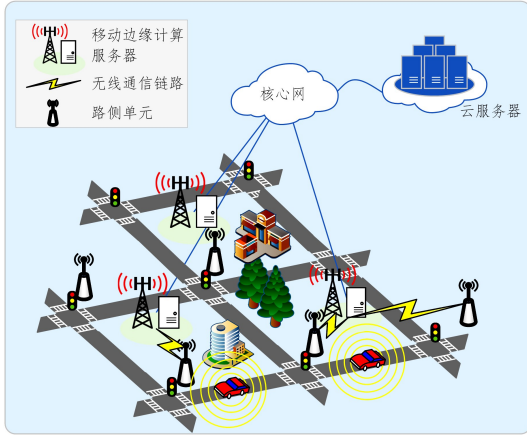 移动边缘计算
服务器
无线通信链路
路侧单元
核心网
云服务器